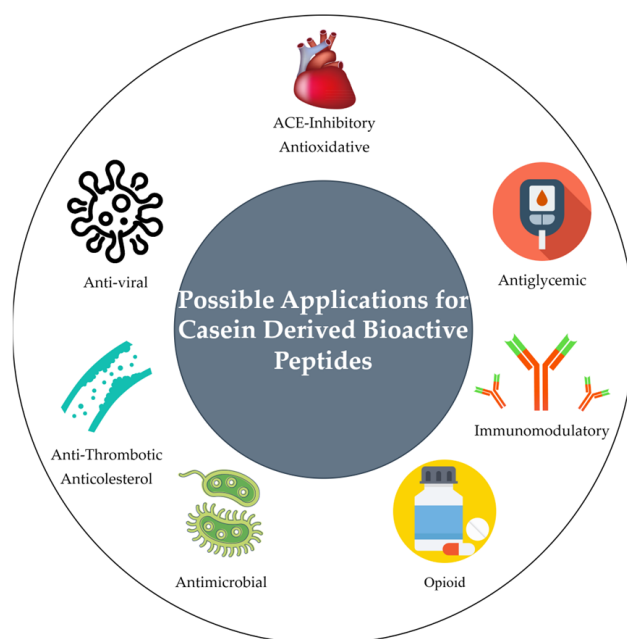 ACE-Inhibitory
Antioxidative
Anti-viral
Antiglycemic
Possible Applications for
Casein Derived Bioactive
Peptides
Anti-Thrombotic
Anticolesterol
Immunomodulatory
Antimicrobial
Opioid